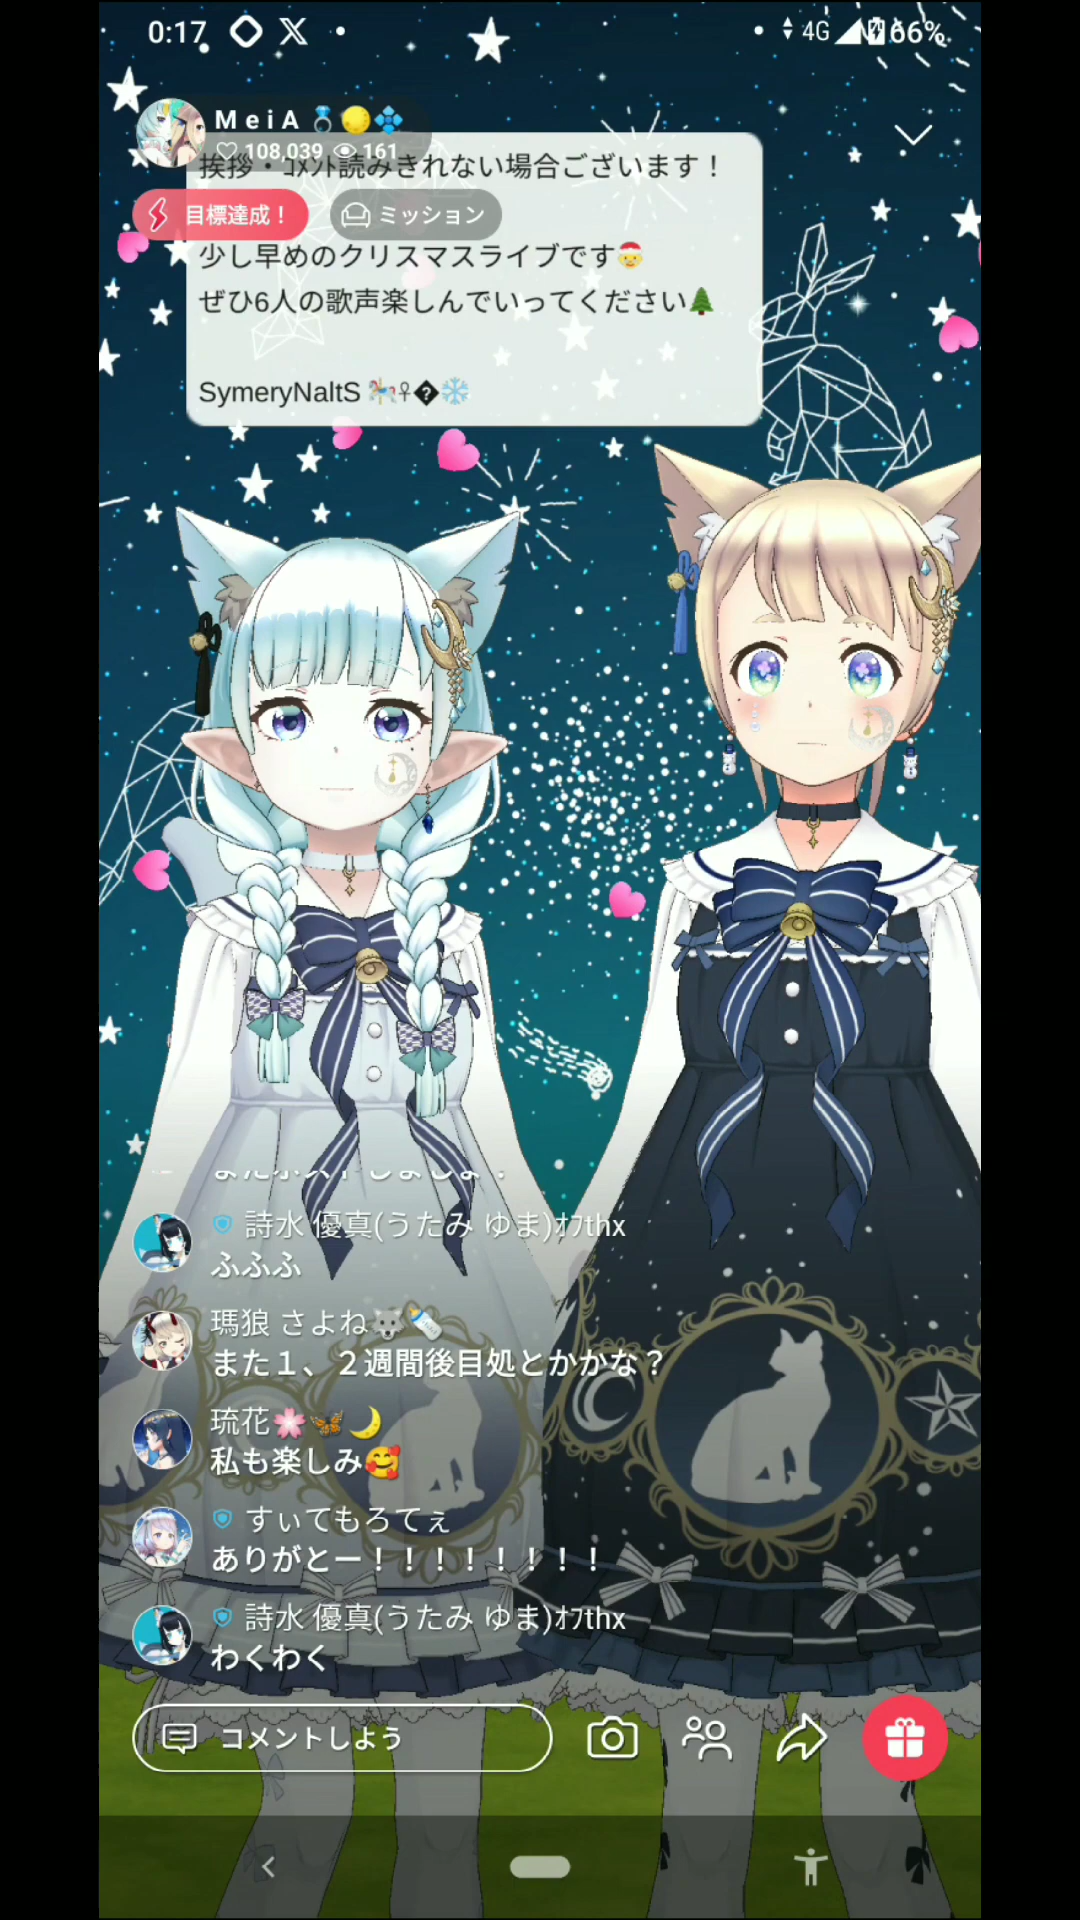 0:17
4G
66%
MeiA💍🌕💠
108,039 161
挨拶・ｺﾒﾝﾄ読みきれない場合ございます！
目標達成！ ミッション
少し早めのクリスマスライブです🤶
ぜひ6人の歌声楽しんでいってください🎄
SymeryNaltS 🎠♀�❄️
詩水 優真(うたみ ゆま)ｵﾌthx
ふふふ
瑪狼 さよね🐺🍼
また１、２週間後目処とかかな？
琉花🌸🦋🌙
私も楽しみ🥰
すぃてもろてぇ
ありがとー！！！！！！！！
詩水 優真(うたみ ゆま)ｵﾌthx
わくわく
コメントしよう